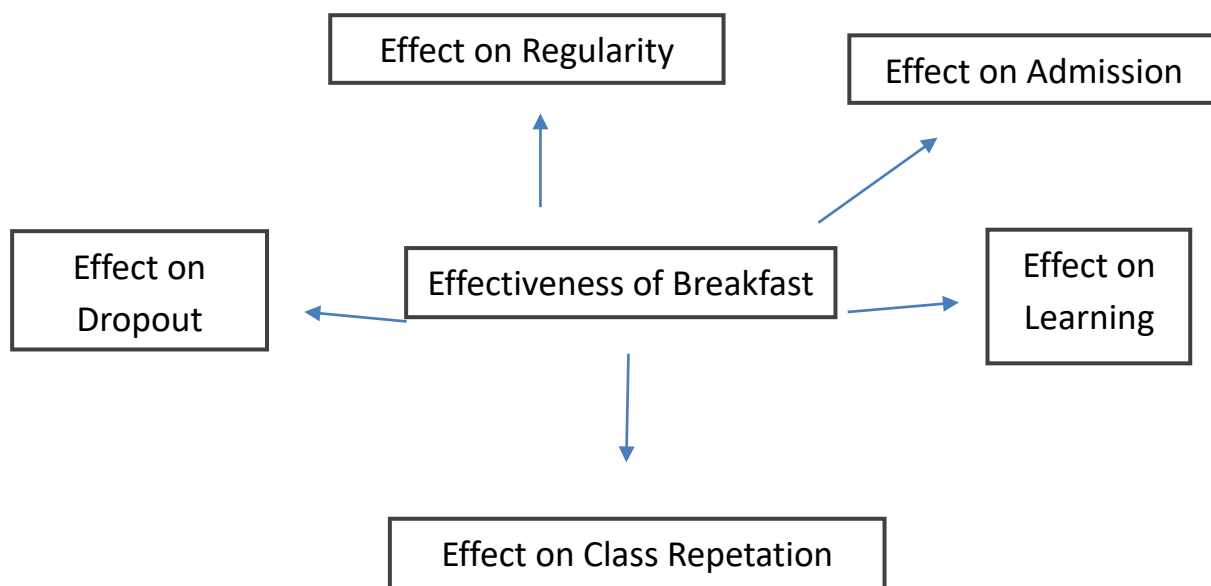 Effect on Regularity
Effect on Admission
Effect on
Dropout
Effectiveness of Breakfast
Effect on
Learning
Effect on Class Repetation